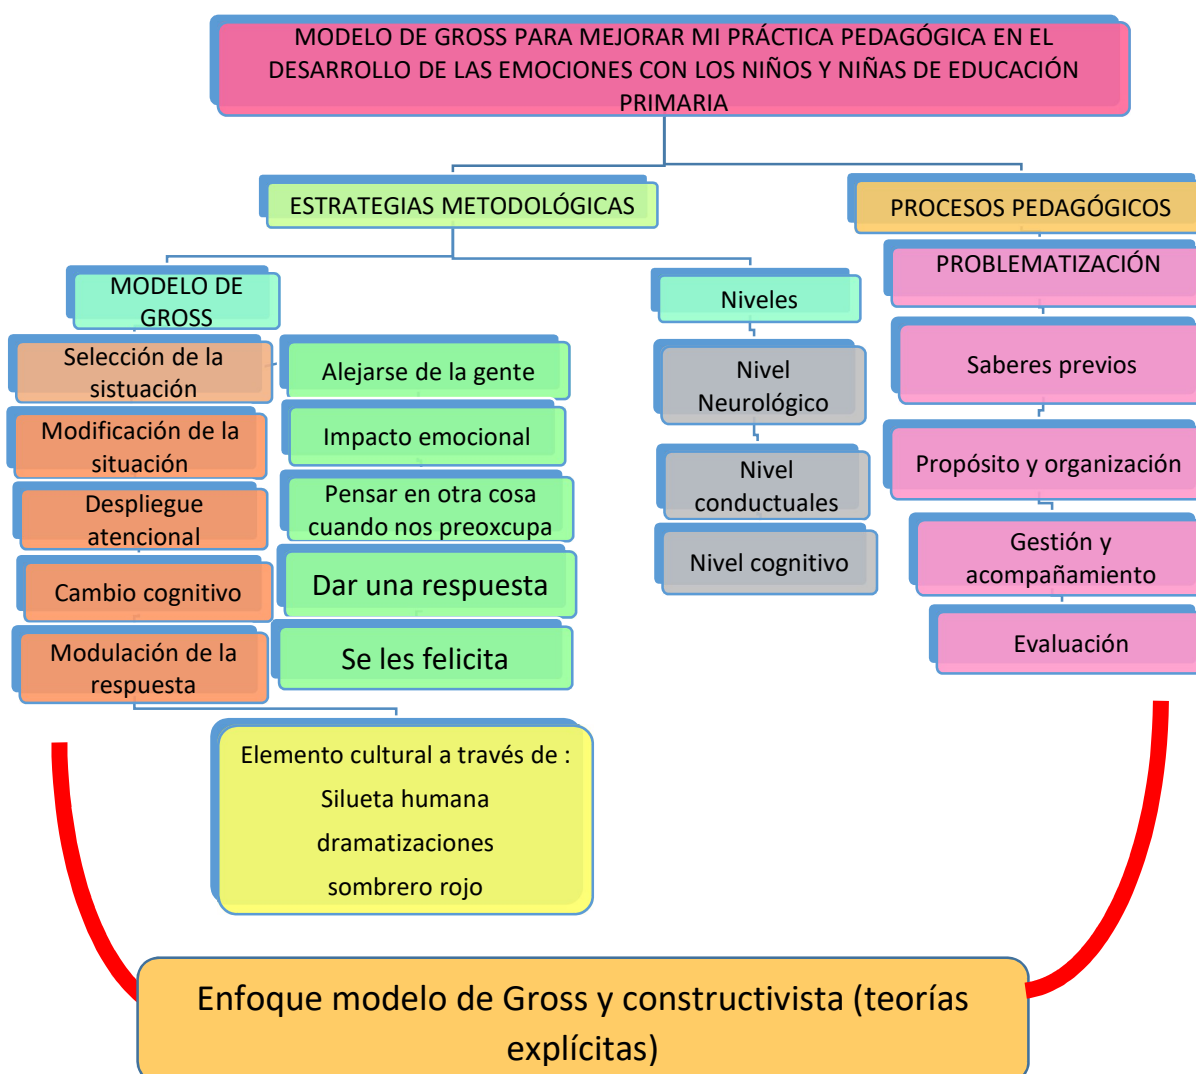 MODELO DE GROSS PARA MEJORAR MI PRÁCTICA PEDAGÓGICA EN EL
DESARROLLO DE LAS EMOCIONES CON LOS NIÑOS Y NIÑAS DE EDUCACIÓN
PRIMARIA
ESTRATEGIAS METODOLÓGICAS
PROCESOS PEDAGÓGICOS
MODELO DE
GROSS
Selección de la
sistuación
Modificación de la
situación
Despliegue
atencional
Cambio cognitivo
Modulación de la
respuesta
Alejarse de la gente
Impacto emocional
Pensar en otra cosa
cuando nos preoxcupa
Dar una respuesta
Se les felicita
Elemento cultural a través de :
Silueta humana
dramatizaciones
sombrero rojo
Niveles
Nivel
Neurológico
Nivel
conductuales
Nivel cognitivo
PROBLEMATIZACIÓN
Saberes previos
Propósito y organización
Gestión y
acompañamiento
Evaluación
Enfoque modelo de Gross y constructivista (teorías
explícitas)